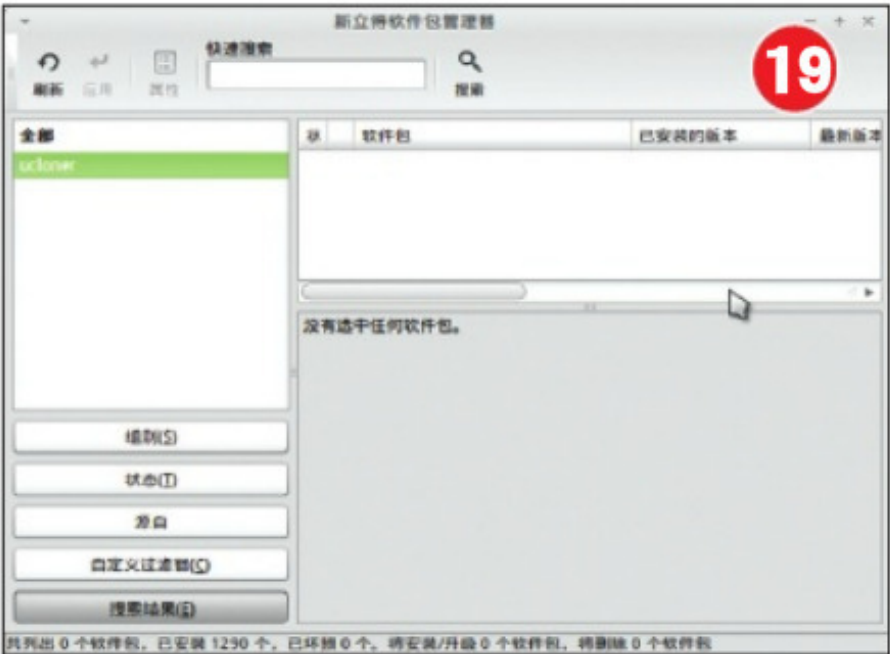 新立得软件包管理器
快速搜索
刷新 应用 属性 搜索
19
全部
ucloner
状 软件包 已安装的版本 最新版本
没有选中任何软件包。
组别(S)
状态(T)
源自
自定义过滤器(C)
搜索结果(E)
共列出 0 个软件包，已安装 1290 个，已坏损 0 个。将安装/升级 0 个软件包，将删除 0 个软件包